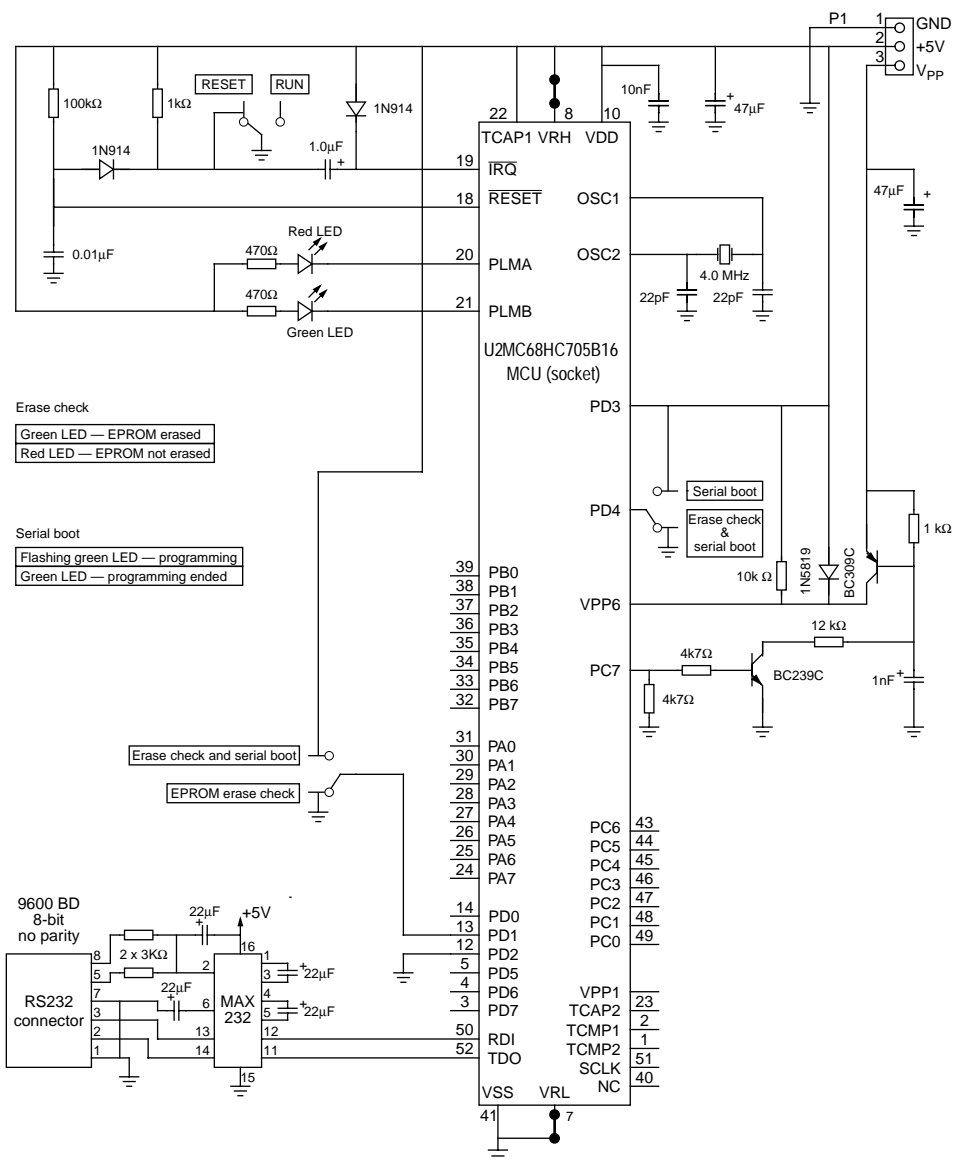 P1
1
GND
2
+5V
3
VPP
100kΩ
1kΩ
RESET
RUN
1N914
10nF
47µF
22
8
10
TCAP1
VRH
VDD
1N914
1.0µF
+
19
IRQ
18
RESET
OSC1
47µF
+
0.01µF
Red LED
470Ω
20
PLMA
OSC2
4.0 MHz
470Ω
21
PLMB
22pF
22pF
Green LED
U2MC68HC705B16
MCU (socket)
Erase check
Green LED — EPROM erased
Red LED — EPROM not erased
PD3
Serial boot
PD4
Erase check
&
serial boot
1 kΩ
Serial boot
Flashing green LED — programming
Green LED — programming ended
10k Ω
1N5819
BC309C
VPP6
12 kΩ
4k7Ω
PC7
BC239C
4k7Ω
1nF
+
39
PB0
38
PB1
37
PB2
36
PB3
35
PB4
34
PB5
33
PB6
32
PB7
Erase check and serial boot
EPROM erase check
31
PA0
30
PA1
29
PA2
28
PA3
27
PA4
26
PA5
25
PA6
24
PA7
PC6
43
PC5
44
PC4
45
PC3
46
PC2
47
PC1
48
PC0
49
14
PD0
13
PD1
12
PD2
5
PD5
4
PD6
3
PD7
50
RDI
52
TDO
VPP1
TCAP2
23
TCMP1
2
TCMP2
1
SCLK
51
NC
40
VSS
VRL
41
7
9600 BD
8-bit
no parity
22µF
+
+5V
8
5
7
3
2
1
2 x 3KΩ
RS232
connector
22µF
+
16
2
1
3
+
22µF
6
MAX
232
4
5
+
22µF
13
12
14
11
15